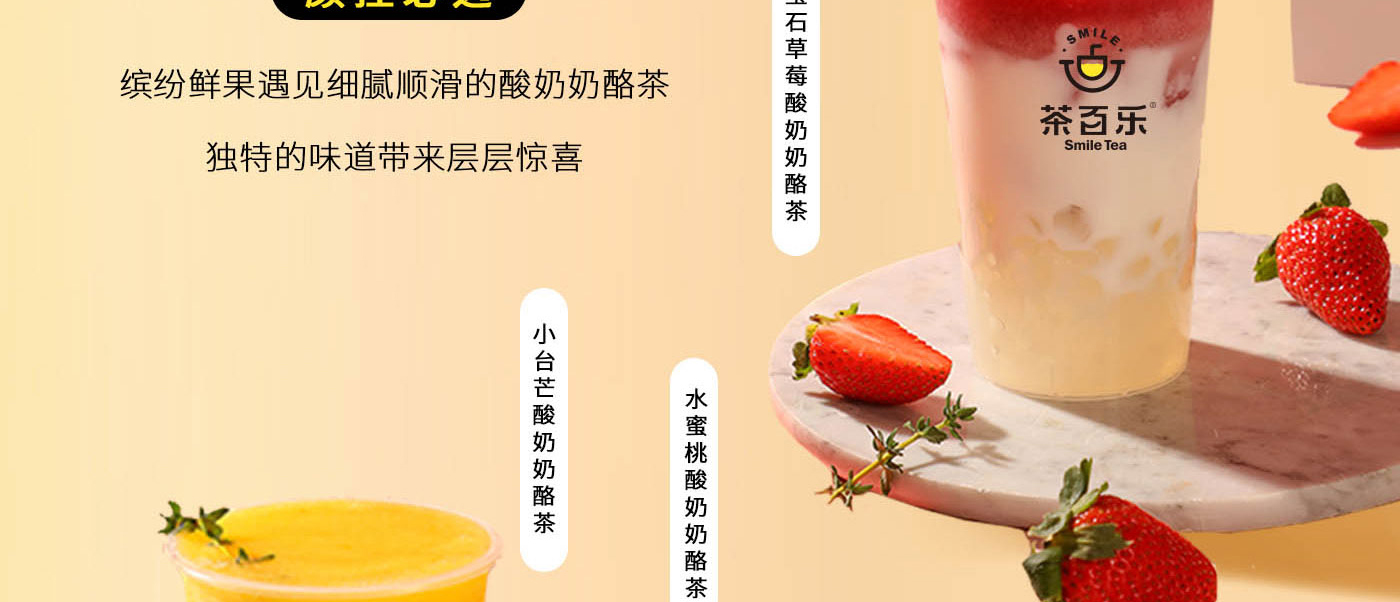 缤纷鲜果遇见细腻顺滑的酸奶奶酪茶
独特的味道带来层层惊喜
石草莓酸奶奶酪茶
SMILE
茶百乐
Smile Tea
小台芒酸奶奶酪茶
水蜜桃酸奶奶酪茶